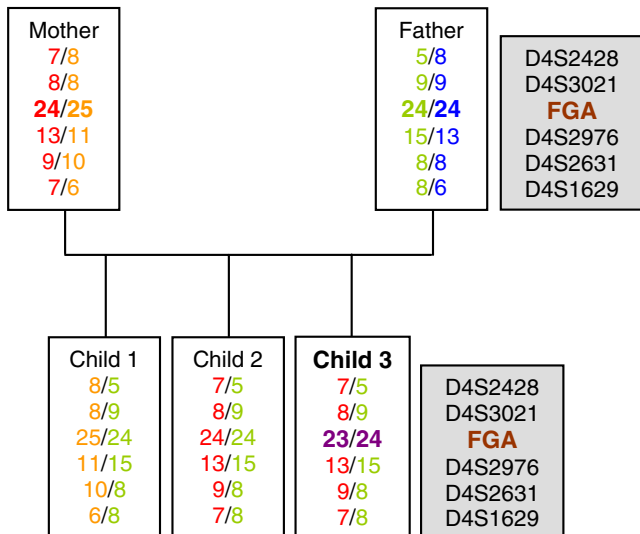 Mother
7/8
8/8
24/25
13/11
9/10
7/6
Father
5/8
9/9
24/24
15/13
8/8
8/6
D4S2428
D4S3021
FGA
D4S2976
D4S2631
D4S1629
Child 1
8/5
8/9
25/24
11/15
10/8
6/8
Child 2
7/5
8/9
24/24
13/15
9/8
7/8
Child 3
7/5
8/9
23/24
13/15
9/8
7/8
D4S2428
D4S3021
FGA
D4S2976
D4S2631
D4S1629